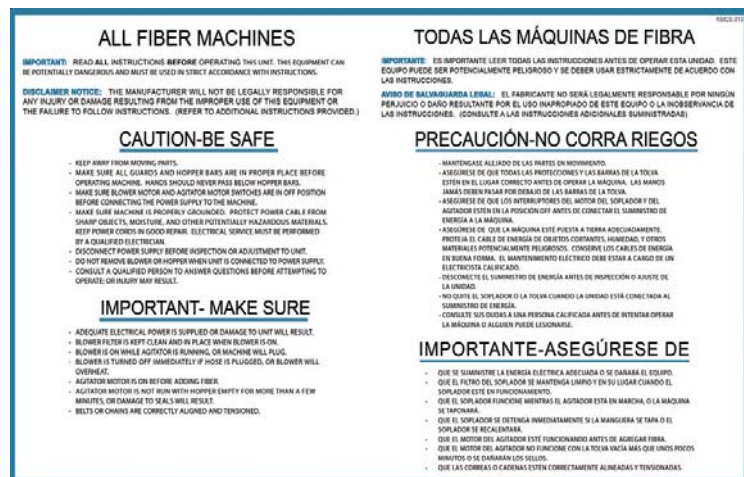 KMCS-013
ALL FIBER MACHINES
IMPORTANT: READ ALL INSTRUCTIONS BEFORE OPERATING THIS UNIT. THIS EQUIPMENT CAN
BE POTENTIALLY DANGEROUS AND MUST BE USED IN STRICT ACCORDANCE WITH INSTRUCTIONS.
DISCLAIMER NOTICE: THE MANUFACTURER WILL NOT BE LEGALLY RESPONSIBLE FOR
ANY INJURY OR DAMAGE RESULTING FROM THE IMPROPER USE OF THIS EQUIPMENT OR
THE FAILURE TO FOLLOW INSTRUCTIONS. (REFER TO ADDITIONAL INSTRUCTIONS PROVIDED.)
CAUTION-BE SAFE
- KEEP AWAY FROM MOVING PARTS.
- MAKE SURE ALL GUARDS AND HOPPER BARS ARE IN PROPER PLACE BEFORE
OPERATING MACHINE. HANDS SHOULD NEVER PASS BELOW HOPPER BARS.
- MAKE SURE BLOWER MOTOR AND AGITATOR MOTOR SWITCHES ARE IN OFF POSITION
BEFORE CONNECTING THE POWER SUPPLY TO THE MACHINE.
- MAKE SURE MACHINE IS PROPERLY GROUNDED. PROTECT POWER CABLE FROM
SHARP OBJECTS, MOISTURE, AND OTHER POTENTIALLY HAZARDOUS MATERIALS.
KEEP POWER CORDS IN GOOD REPAIR. ELECTRICAL SERVICE MUST BE PERFORMED
BY A QUALIFIED ELECTRICIAN.
- DISCONNECT POWER SUPPLY BEFORE INSPECTION OR ADJUSTMENT TO UNIT.
- DO NOT REMOVE BLOWER OR HOPPER WHEN UNIT IS CONNECTED TO POWER SUPPLY.
- CONSULT A QUALIFIED PERSON TO ANSWER QUESTIONS BEFORE ATTEMPTING TO
OPERATE; OR INJURY MAY RESULT.
IMPORTANT- MAKE SURE
- ADEQUATE ELECTRICAL POWER IS SUPPLIED OR DAMAGE TO UNIT WILL RESULT.
- BLOWER FILTER IS KEPT CLEAN AND IN PLACE WHEN BLOWER IS ON.
- BLOWER IS ON WHILE AGITATOR IS RUNNING, OR MACHINE WILL PLUG.
- BLOWER IS TURNED OFF IMMEDIATELY IF HOSE IS PLUGGED, OR BLOWER WILL
OVERHEAT.
- AGITATOR MOTOR IS ON BEFORE ADDING FIBER.
- AGITATOR MOTOR IS NOT RUN WITH HOPPER EMPTY FOR MORE THAN A FEW
MINUTES, OR DAMAGE TO SEALS WILL RESULT.
- BELTS OR CHAINS ARE CORRECTLY ALIGNED AND TENSIONED.
TODAS LAS MÁQUINAS DE FIBRA
IMPORTANTE: ES IMPORTANTE LEER TODAS LAS INSTRUCCIONES ANTES DE OPERAR ESTA UNIDAD. ESTE
EQUIPO PUEDE SER POTENCIALMENTE PELIGROSO Y SE DEBER USAR ESTRICTAMENTE DE ACUERDO CON
LAS INSTRUCCIONES.
AVISO DE SALVAGUARDA LEGAL: EL FABRICANTE NO SERÁ LEGALMENTE RESPONSABLE POR NINGÚN
PERJUICIO O DAÑO RESULTANTE POR EL USO INAPROPIADO DE ESTE EQUIPO O LA INOBSERVANCIA DE
LAS INSTRUCCIONES. (CONSULTE A LAS INSTRUCCIONES ADICIONALES SUMINISTRADAS)
PRECAUCIÓN-NO CORRA RIEGOS
- MANTÉNGASE ALEJADO DE LAS PARTES EN MOVIMIENTO.
- ASEGÚRESE DE QUE TODAS LAS PROTECCIONES Y LAS BARRAS DE LA TOLVA
ESTÉN EN EL LUGAR CORRECTO ANTES DE OPERAR LA MÁQUINA. LAS MANOS
JAMÁS DEBEN PASAR POR DEBAJO DE LAS BARRAS DE LA TOLVA.
- ASEGÚRESE DE QUE LOS INTERRUPTORES DEL MOTOR DEL SOPLADOR Y DEL
AGITADOR ESTÉN EN LA POSICIÓN OFF ANTES DE CONECTAR EL SUMINISTRO DE
ENERGÍA A LA MÁQUINA.
- ASEGÚRESE DE QUE LA MÁQUINA ESTÉ PUESTA A TIERRA ADECUADAMENTE.
PROTEJA EL CABLE DE ENERGÍA DE OBJETOS CORTANTES, HUMEDAD, Y OTROS
MATERIALES POTENCIALMENTE PELIGROSOS. CONSERVE LOS CABLES DE ENERGÍA
EN BUENA FORMA. EL MANTENIMIENTO ELÉCTRICO DEBE ESTAR A CARGO DE UN
ELECTRICISTA CALIFICADO.
- DESCONECTE EL SUMINISTRO DE ENERGÍA ANTES DE INSPECCIÓN O AJUSTE DE
LA UNIDAD.
- NO QUITE EL SOPLADOR O LA TOLVA CUANDO LA UNIDAD ESTÁ CONECTADA AL
SUMINISTRO DE ENERGÍA.
- CONSULTE SUS DUDAS A UNA PERSONA CALIFICADA ANTES DE INTENTAR OPERAR
LA MÁQUINA O ALGUIEN PUEDE LESIONARSE.
IMPORTANTE-ASEGÚRESE DE
- QUE SE SUMINISTRE LA ENERGÍA ELÉCTRICA ADECUADA O SE DAÑARÁ EL EQUIPO.
- QUE EL FILTRO DEL SOPLADOR SE MANTENGA LIMPIO Y EN SU LUGAR CUANDO EL
SOPLADOR ESTÉ EN FUNCIONAMIENTO.
- QUE EL SOPLADOR FUNCIONE MIENTRAS EL AGITADOR ESTÁ EN MARCHA, O LA MÁQUINA
SE TAPONARÁ.
- QUE EL SOPLADOR SE DETENGA INMEDIATAMENTE SI LA MANGUERA SE TAPA O EL
SOPLADOR SE RECALENTARÁ.
- QUE EL MOTOR DEL AGITADOR ESTÉ FUNCIONANDO ANTES DE AGREGAR FIBRA.
- QUE EL MOTOR DEL AGITADOR NO FUNCIONE CON LA TOLVA VACÍA MÁS QUE UNOS POCOS
MINUTOS O SE DAÑARÁN LOS SELLOS.
- QUE LAS CORREAS O CADENAS ESTÉN CORRECTAMENTE ALINEADAS Y TENSIONADAS.